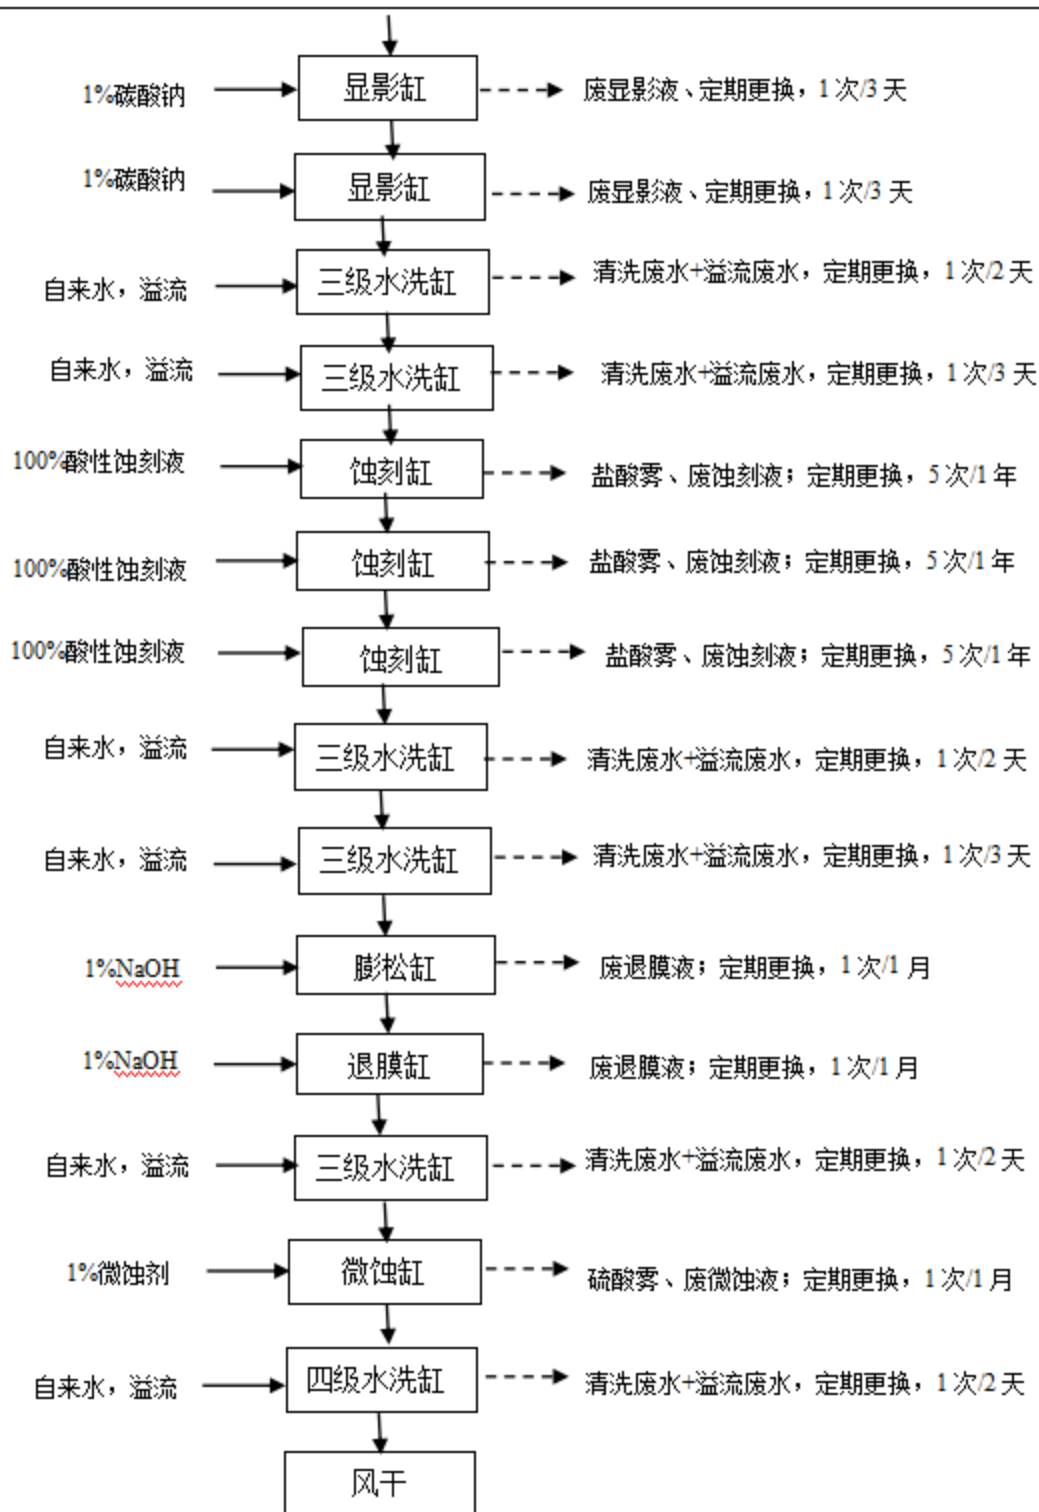 1%碳酸钠 显影缸 废显影液、定期更换，1次/3天
1%碳酸钠 显影缸 废显影液、定期更换，1次/3天
自来水，溢流 三级水洗缸 清洗废水+溢流废水，定期更换，1次/2天
自来水，溢流 三级水洗缸 清洗废水+溢流废水，定期更换，1次/3天
100%酸性蚀刻液 蚀刻缸 盐酸雾、废蚀刻液；定期更换，5次/1年
100%酸性蚀刻液 蚀刻缸 盐酸雾、废蚀刻液；定期更换，5次/1年
100%酸性蚀刻液 蚀刻缸 盐酸雾、废蚀刻液；定期更换，5次/1年
自来水，溢流 三级水洗缸 清洗废水+溢流废水，定期更换，1次/2天
自来水，溢流 三级水洗缸 清洗废水+溢流废水，定期更换，1次/3天
1%NaOH 膨松缸 废退膜液；定期更换，1次/1月
1%NaOH 退膜缸 废退膜液；定期更换，1次/1月
自来水，溢流 三级水洗缸 清洗废水+溢流废水，定期更换，1次/2天
1%微蚀剂 微蚀缸 硫酸雾、废微蚀液；定期更换，1次/1月
自来水，溢流 四级水洗缸 清洗废水+溢流废水，定期更换，1次/2天
风干